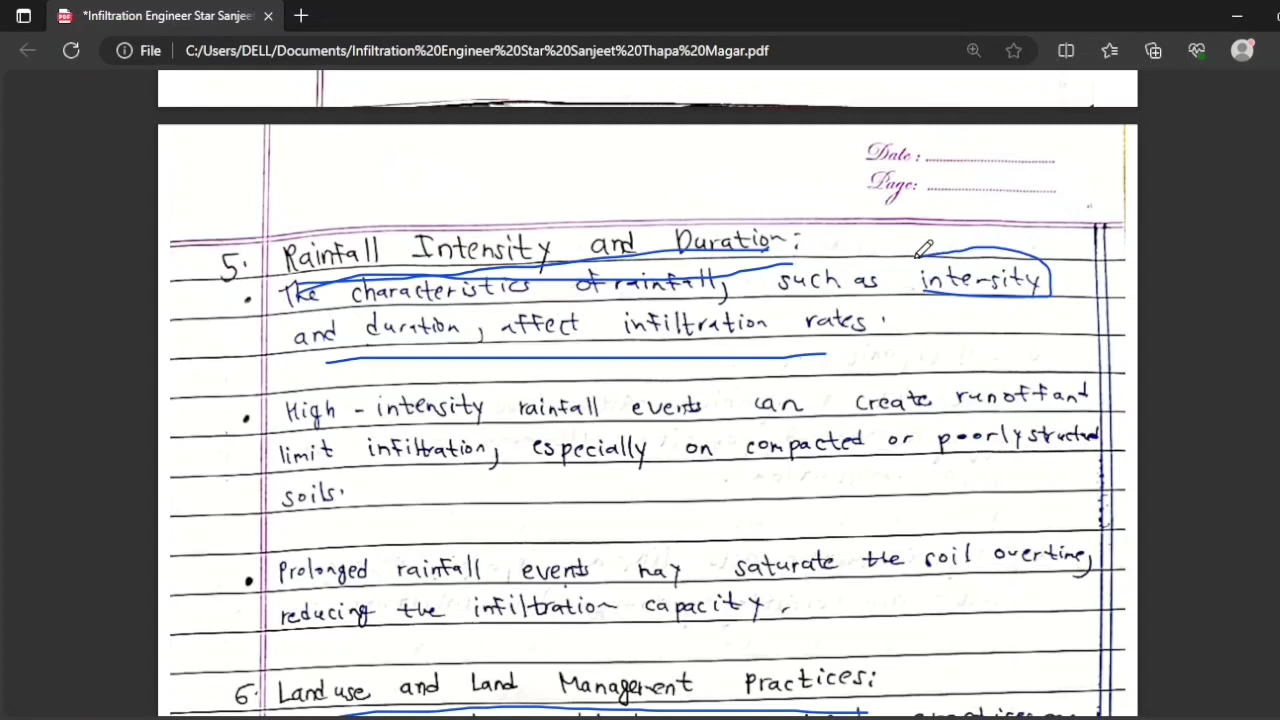 *Infiltration Engineer Star Sanjee
File C:/Users/DELL/Documents/Infiltration%20Engineer%20Star%20Sanjeet%20Thapa%20Magar.pdf
Date :
Page:
5. Rainfall Intensity and Duration:
• The characteristics of rainfall, such as intensity
and duration, affect infiltration rates.
• High - intensity rainfall events can create runoff and
limit infiltration, especially on compacted or poorly structured
soils.
• Prolonged rainfall events may saturate the soil overtime,
reducing the infiltration capacity.
6. Land use and Land Management Practices: